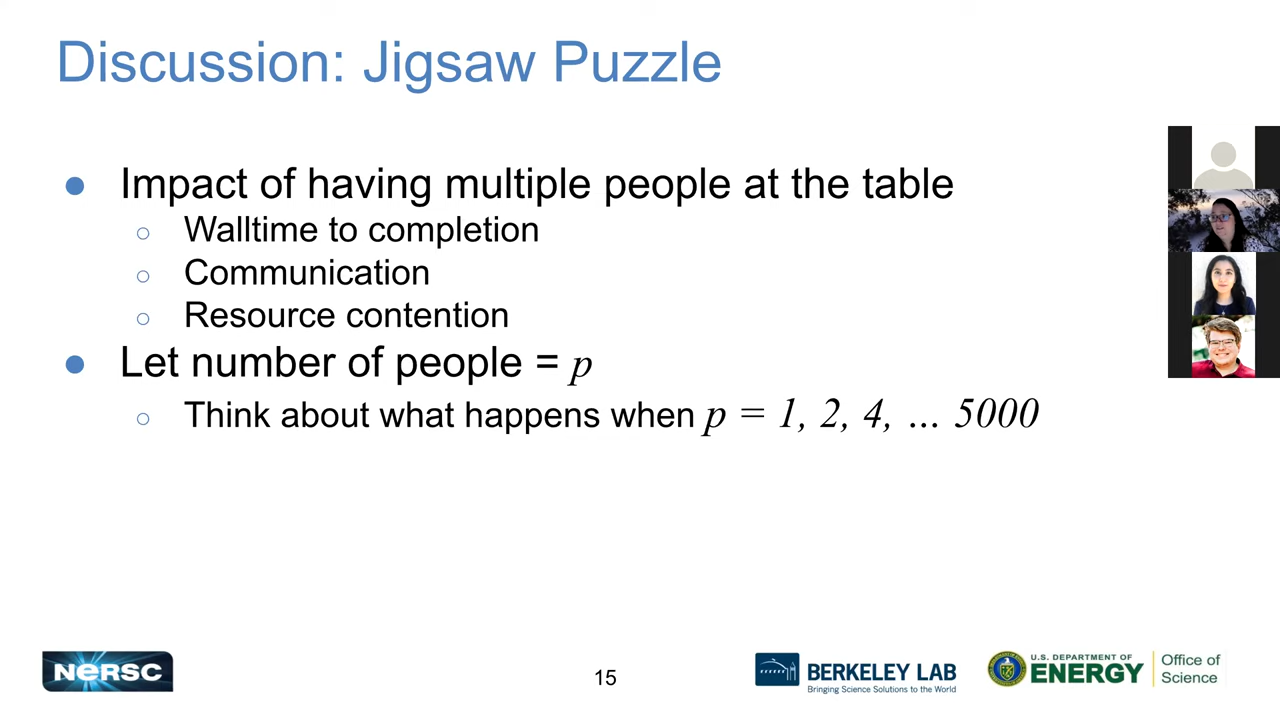 Discussion: Jigsaw Puzzle
● Impact of having multiple people at the table
○ Walltime to completion
○ Communication
○ Resource contention
● Let number of people = p
○ Think about what happens when p = 1, 2, 4, … 5000
NERSC
15
BERKELEY LAB
Bringing Science Solutions to the World
U.S. DEPARTMENT OF
ENERGY
Office of
Science